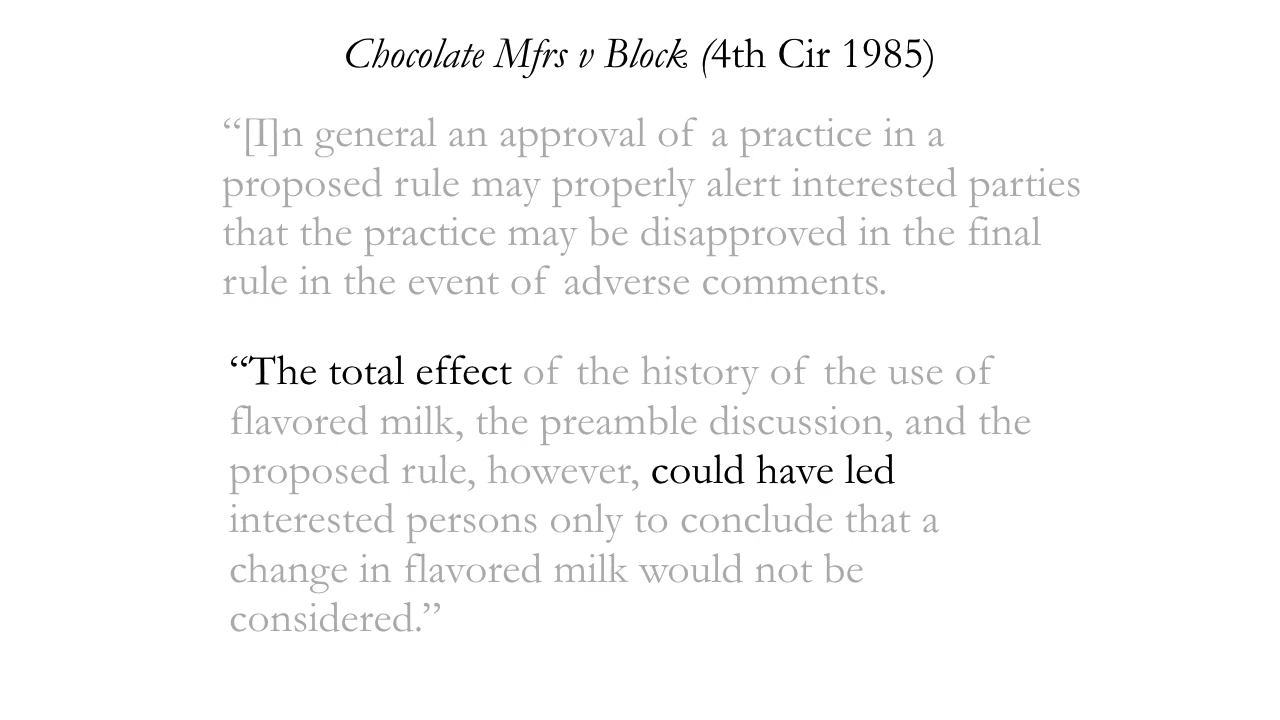 Chocolate Mfrs v Block (4th Cir 1985)
“[I]n general an approval of a practice in a
proposed rule may properly alert interested parties
that the practice may be disapproved in the final
rule in the event of adverse comments.
“The total effect of the history of the use of
flavored milk, the preamble discussion, and the
proposed rule, however, could have led
interested persons only to conclude that a
change in flavored milk would not be
considered.”